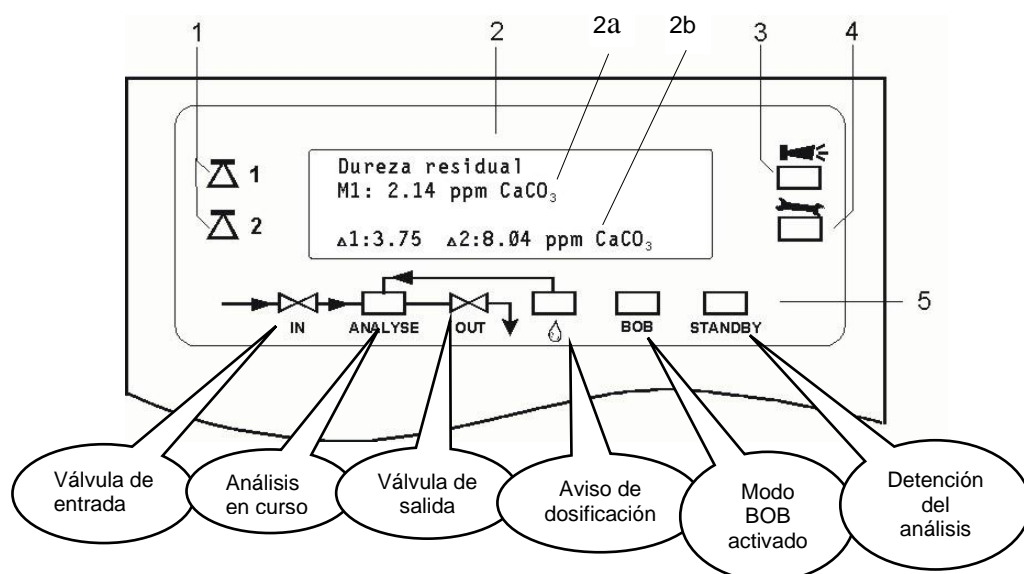 1 2 2a 2b 3 4
Dureza residual
M1: 2.14 ppm CaCO₃
1
2
▵1:3.75 ▵2:8.04 ppm CaCO₃
5
IN ANALYSE OUT BOB STANDBY
Válvula de
entrada
Análisis
en curso
Válvula de
salida
Aviso de
dosificación
Modo
BOB
activado
Detención
del
análisis